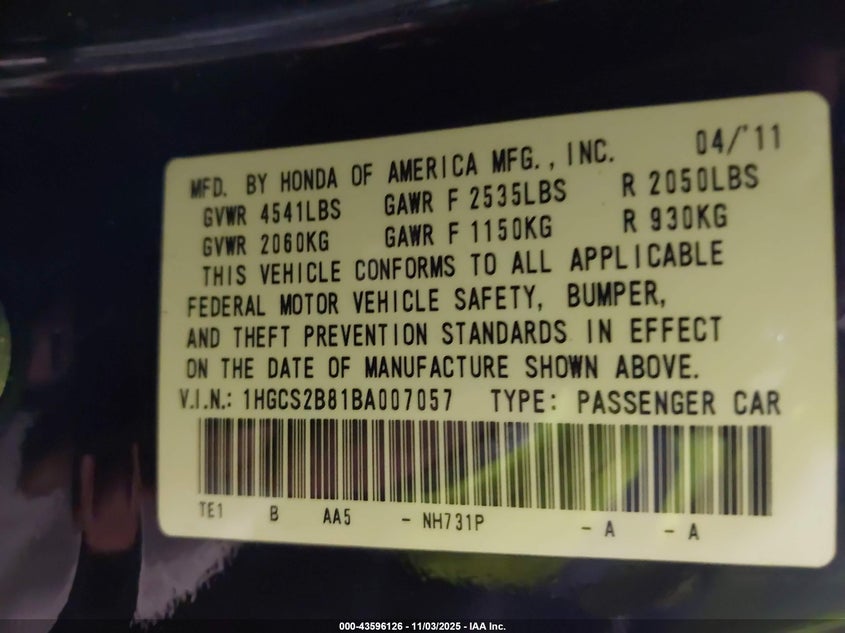 MFD. BY HONDA OF AMERICA MFG., INC. 04/'11
GVWR 4541LBS GAWR F 2535LBS R 2050LBS
GVWR 2060KG GAWR F 1150KG R 930KG
THIS VEHICLE CONFORMS TO ALL APPLICABLE
FEDERAL MOTOR VEHICLE SAFETY, BUMPER,
AND THEFT PREVENTION STANDARDS IN EFFECT
ON THE DATE OF MANUFACTURE SHOWN ABOVE.
V.I.N.: 1HGCS2B81BA007057 TYPE: PASSENGER CAR
TE1 B AA5 - NH731P - A - A
000-43596126 - 11/03/2025 - IAA Inc.